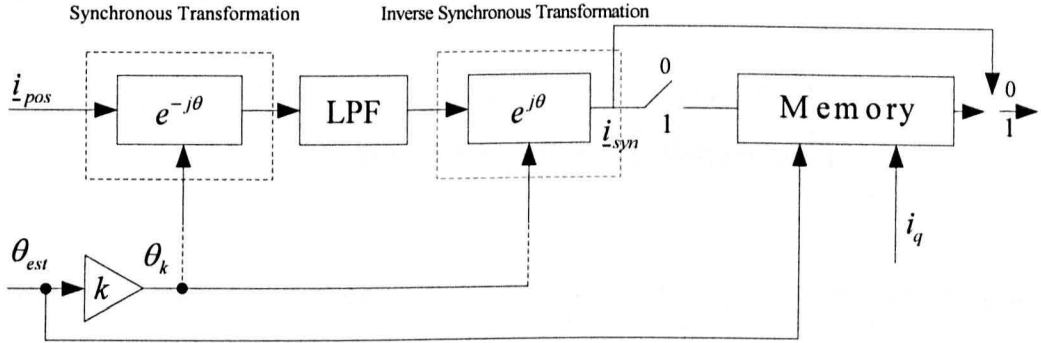 Synchronous Transformation
Inverse Synchronous Transformation
i_pos
e^{-jθ}
LPF
e^{jθ}
i_syn
0
1
Memory
0
1
i_q
θ_est
k
θ_k